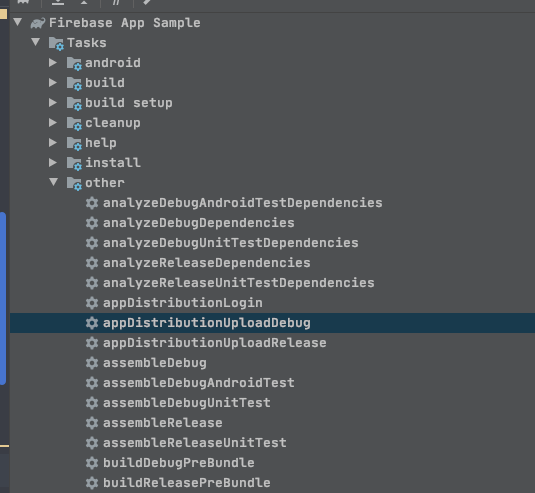 Firebase App Sample
Tasks
android
build
build setup
cleanup
help
install
other
analyzeDebugAndroidTestDependencies
analyzeDebugDependencies
analyzeDebugUnitTestDependencies
analyzeReleaseDependencies
analyzeReleaseUnitTestDependencies
appDistributionLogin
appDistributionUploadDebug
appDistributionUploadRelease
assembleDebug
assembleDebugAndroidTest
assembleDebugUnitTest
assembleRelease
assembleReleaseUnitTest
buildDebugPreBundle
buildReleasePreBundle